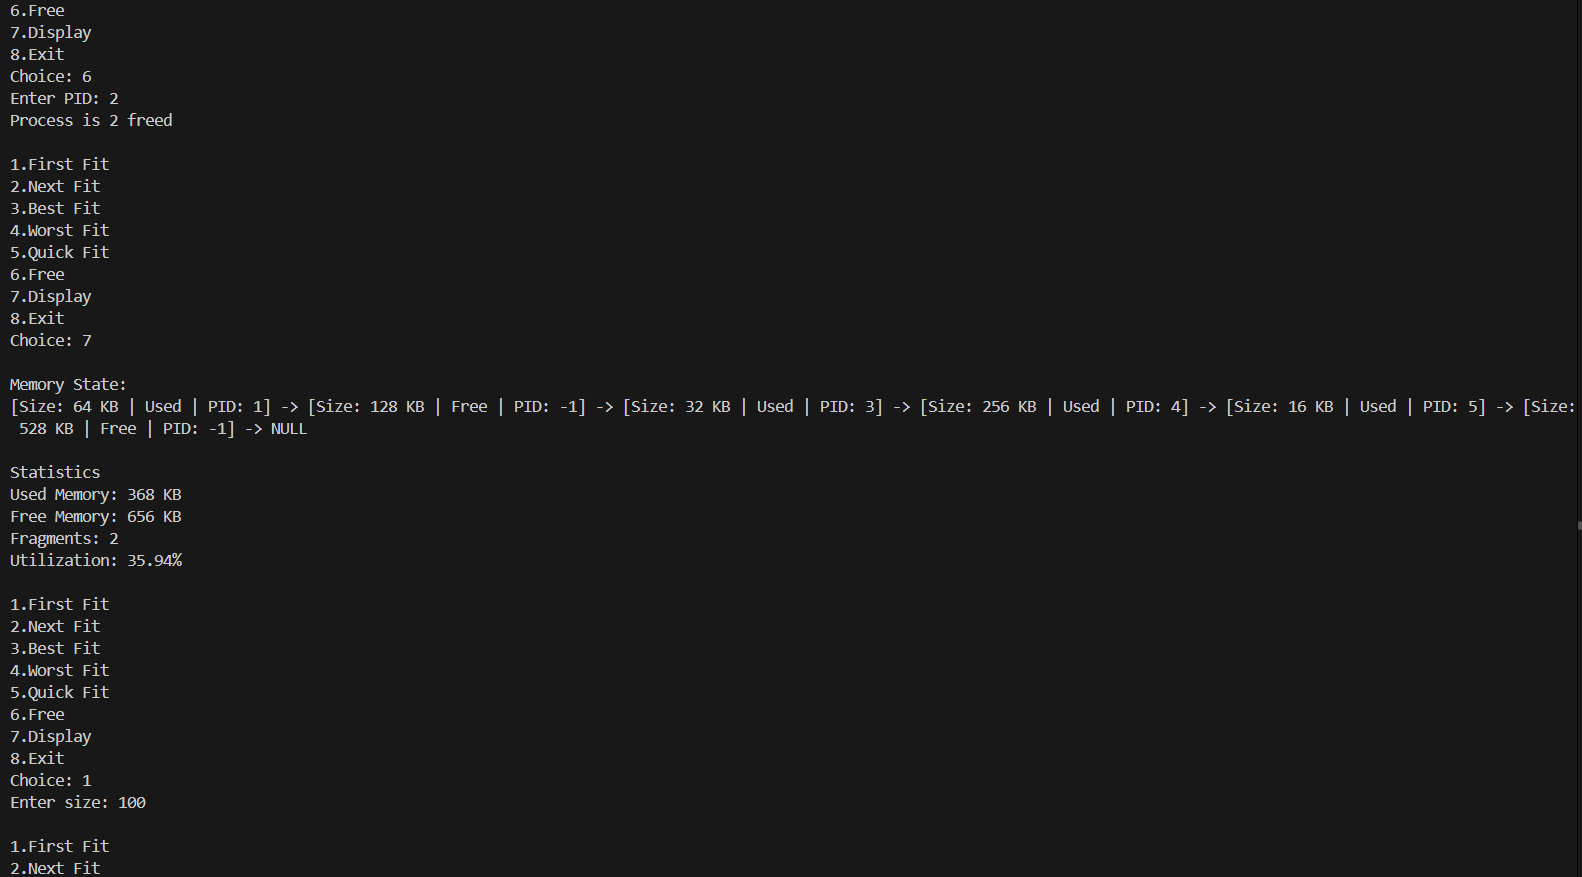 6.Free
7.Display
8.Exit
Choice: 6
Enter PID: 2
Process is 2 freed
1.First Fit
2.Next Fit
3.Best Fit
4.Worst Fit
5.Quick Fit
6.Free
7.Display
8.Exit
Choice: 7
Memory State:
[Size: 64 KB | Used | PID: 1] -> [Size: 128 KB | Free | PID: -1] -> [Size: 32 KB | Used | PID: 3] -> [Size: 256 KB | Used | PID: 4] -> [Size: 16 KB | Used | PID: 5] -> [Size:
528 KB | Free | PID: -1] -> NULL
Statistics
Used Memory: 368 KB
Free Memory: 656 KB
Fragments: 2
Utilization: 35.94%
1.First Fit
2.Next Fit
3.Best Fit
4.Worst Fit
5.Quick Fit
6.Free
7.Display
8.Exit
Choice: 1
Enter size: 100
1.First Fit
2.Next Fit